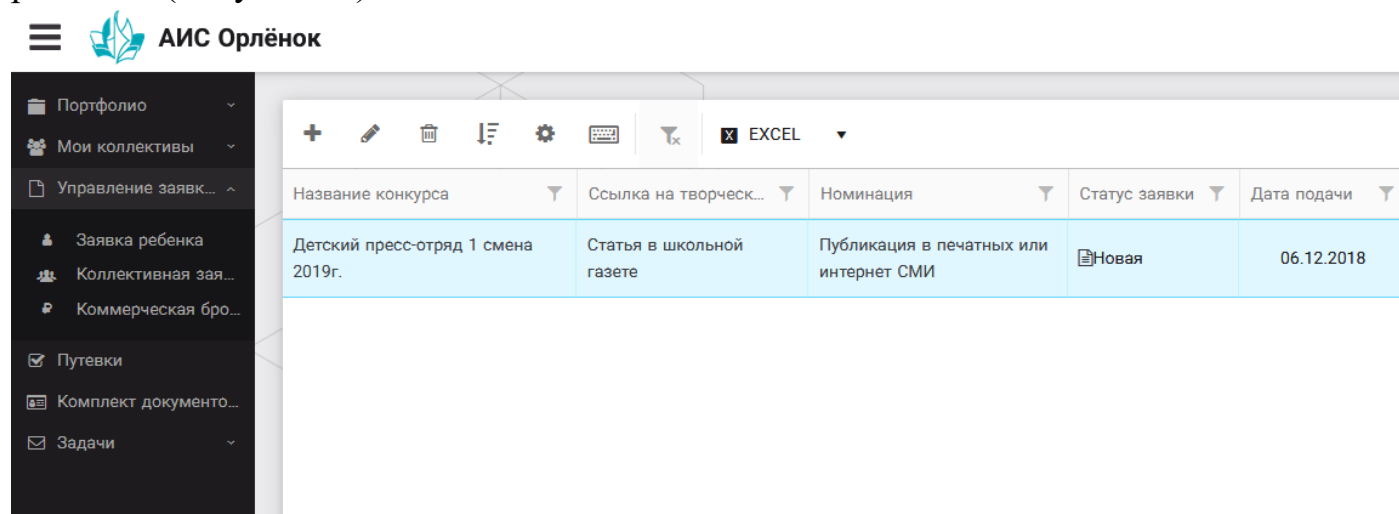 АИС Орлёнок
Портфолио
Мои коллективы
Управление заявк...
Заявка ребенка
Коллективная зая...
Коммерческая бро...
Путевки
Комплект документо...
Задачи
EXCEL
Название конкурса
Ссылка на творческ...
Номинация
Статус заявки
Дата подачи
Детский пресс-отряд 1 смена
2019г.
Статья в школьной
газете
Публикация в печатных или
интернет СМИ
Новая
06.12.2018